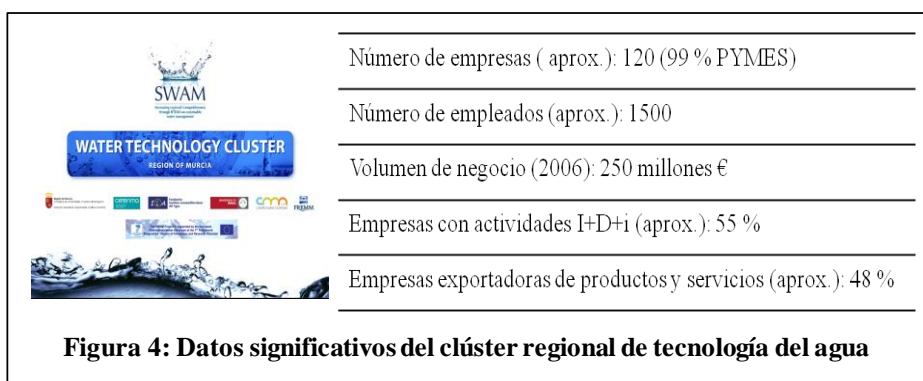 SWAM
WATER TECHNOLOGY CLUSTER
REGION OF MURCIA
FREMM
Número de empresas ( aprox.): 120 (99 % PYMES)
Número de empleados (aprox.): 1500
Volumen de negocio (2006): 250 millones €
Empresas con actividades I+D+i (aprox.): 55 %
Empresas exportadoras de productos y servicios (aprox.): 48 %
Figura 4: Datos significativos del clúster regional de tecnología del agua